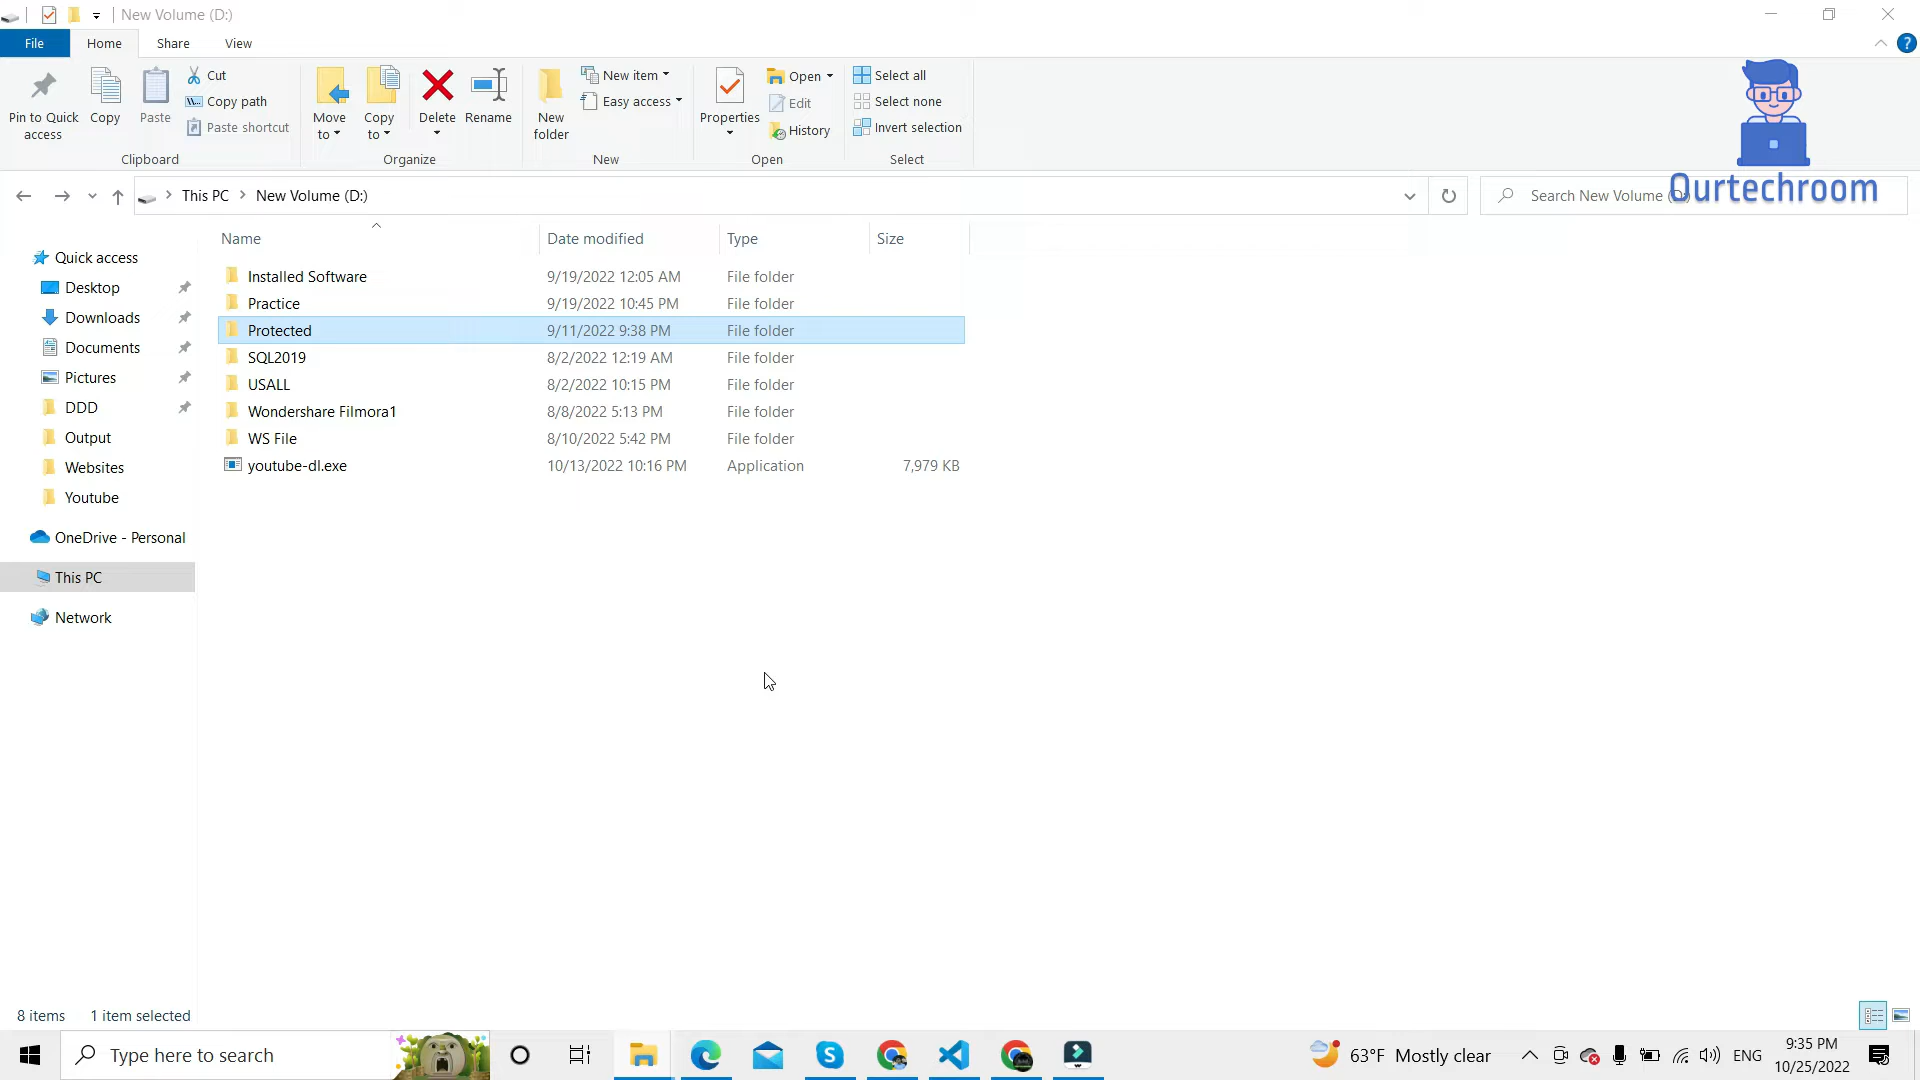 New Volume (D:)
File Home Share View
Pin to Quick access
Copy
Paste
Cut
Copy path
Paste shortcut
Clipboard
Move to
Copy to
Delete
Rename
Organize
New folder
New item
Easy access
New
Properties
Open
Edit
History
Open
Select all
Select none
Invert selection
Select
Ourtechroom
This PC > New Volume (D:)
Search New Volume
Name Date modified Type Size
Installed Software 9/19/2022 12:05 AM File folder
Practice 9/19/2022 10:45 PM File folder
Protected 9/11/2022 9:38 PM File folder
SQL2019 8/2/2022 12:19 AM File folder
USALL 8/2/2022 10:15 PM File folder
Wondershare Filmora1 8/8/2022 5:13 PM File folder
WS File 8/10/2022 5:42 PM File folder
youtube-dl.exe 10/13/2022 10:16 PM Application 7,979 KB
Quick access
Desktop
Downloads
Documents
Pictures
DDD
Output
Websites
Youtube
OneDrive - Personal
This PC
Network
8 items 1 item selected
Type here to search
63°F Mostly clear
ENG
9:35 PM
10/25/2022